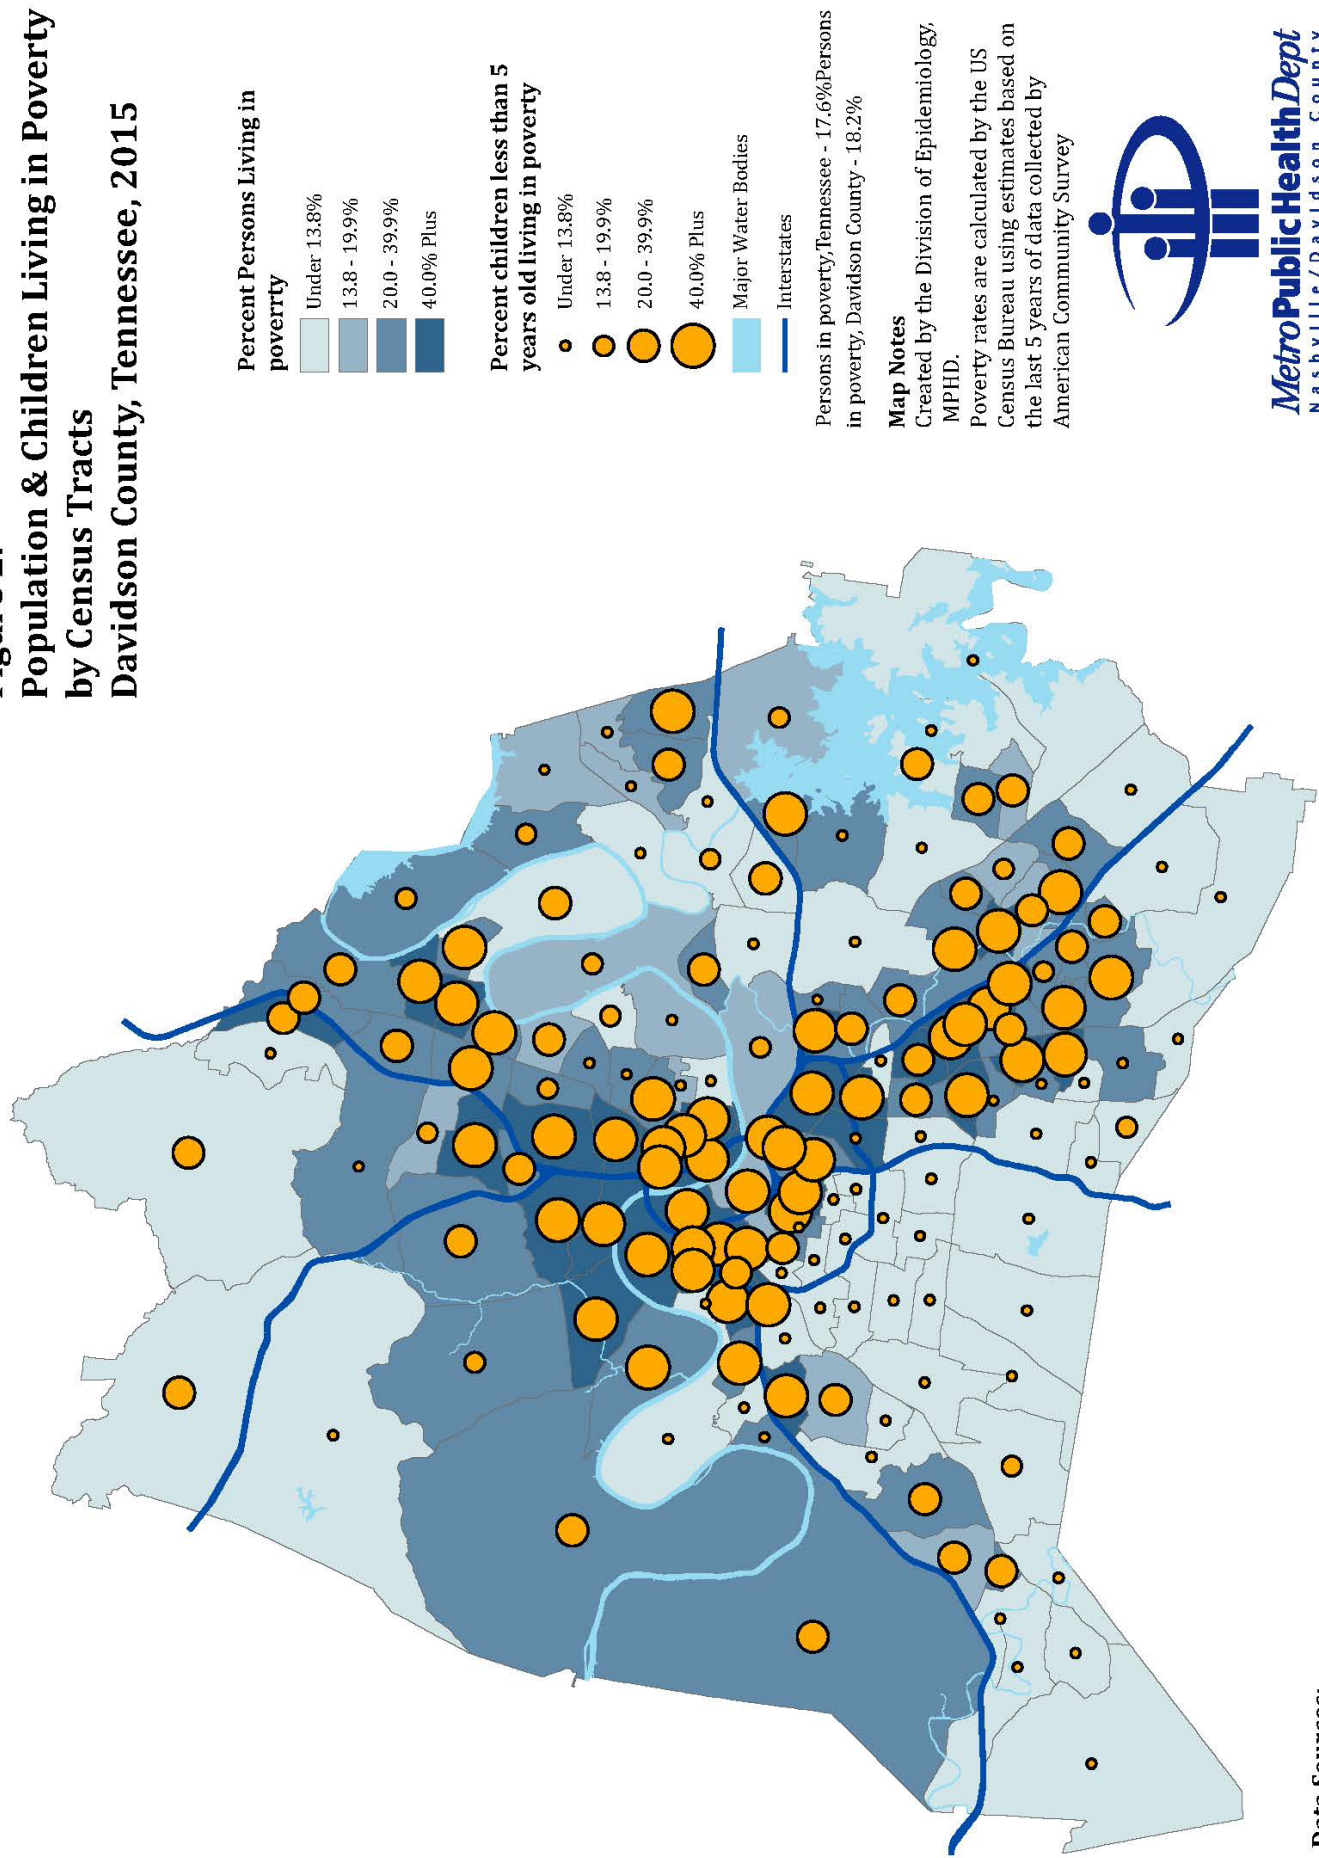 Population & Children Living in Poverty
by Census Tracts
Davidson County, Tennessee, 2015
Percent Persons Living in
poverty
Under 13.8%
13.8 - 19.9%
20.0 - 39.9%
40.0% Plus
Percent children less than 5
years old living in poverty
Under 13.8%
13.8 - 19.9%
20.0 - 39.9%
40.0% Plus
Major Water Bodies
Interstates
Persons in poverty,Tennessee - 17.6%Persons
in poverty, Davidson County - 18.2%
Map Notes
Created by the Division of Epidemiology,
MPHD.
Poverty rates are calculated by the US
Census Bureau using estimates based on
the last 5 years of data collected by
American Community Survey
MetroPublicHealthDept
Nashville/Davidson County
Data Sources: